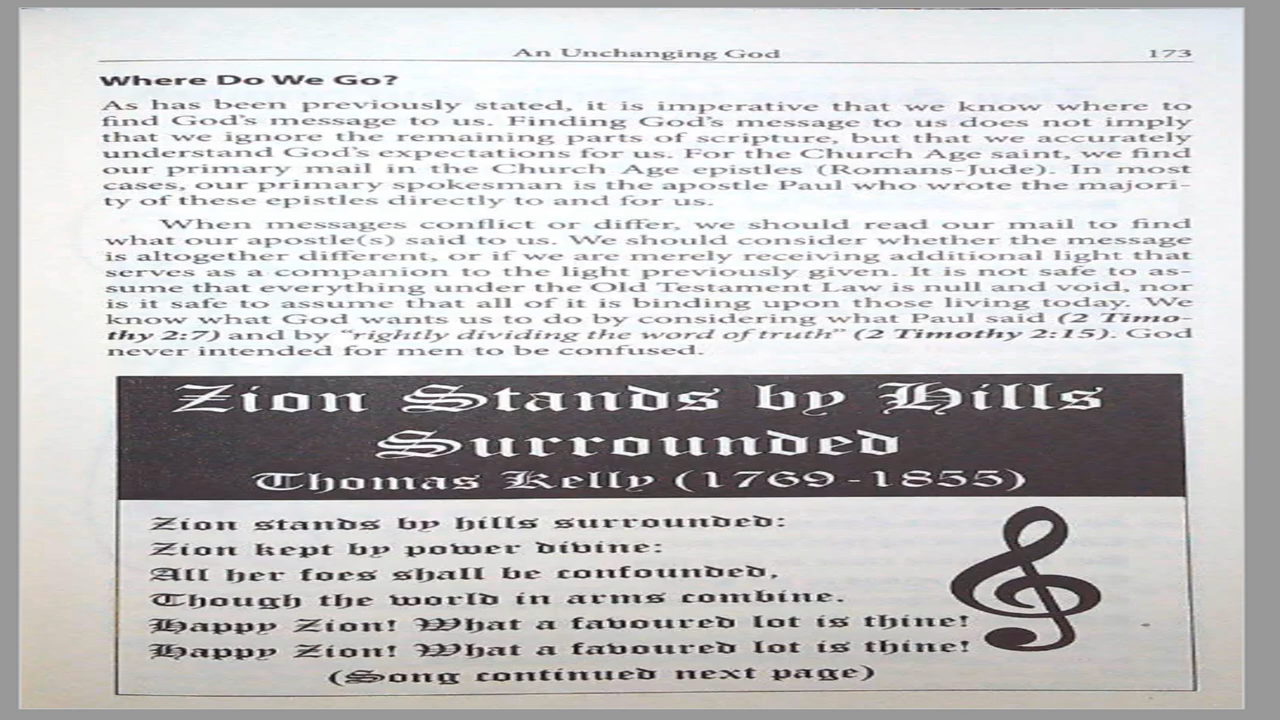 An Unchanging God 173
Where Do We Go?
As has been previously stated, it is imperative that we know where to
find God's message to us. Finding God's message to us does not imply
that we ignore the remaining parts of scripture, but that we accurately
understand God's expectations for us. For the Church Age saint, we find
our primary mail in the Church Age epistles (Romans-Jude). In most
cases, our primary spokesman is the apostle Paul who wrote the majori-
ty of these epistles directly to and for us.
When messages conflict or differ, we should read our mail to find
what our apostle(s) said to us. We should consider whether the message
is altogether different, or if we are merely receiving additional light that
serves as a companion to the light previously given. It is not safe to as-
sume that everything under the Old Testament Law is null and void, nor
is it safe to assume that all of it is binding upon those living today. We
know what God wants us to do by considering what Paul said (2 Timo-
thy 2:7) and by "rightly dividing the word of truth" (2 Timothy 2:15). God
never intended for men to be confused.
Zion Stands by Hills
Surrounded
Thomas Kelly (1769-1855)
Zion stands by hills surrounded:
Zion kept by power divine:
All her foes shall be confounded,
Though the world in arms combine.
Happy Zion! What a favoured lot is thine!
Happy Zion! What a favoured lot is thine!
(Song continued next page)